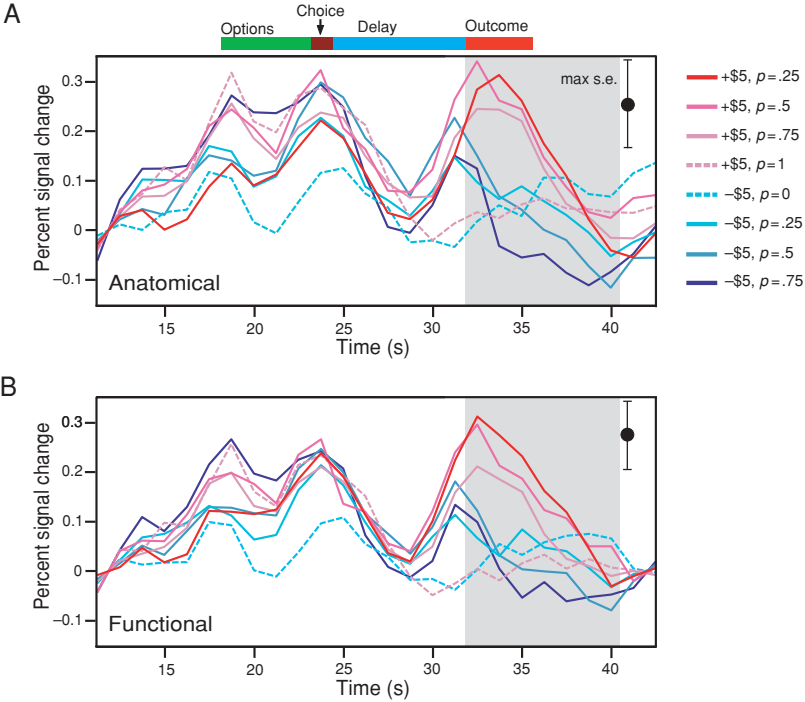 A
Choice
Options
Delay
Outcome
0.3
0.2
0.1
0
−0.1
Percent signal change
max s.e.
Anatomical
15
20
25
30
35
40
Time (s)
+$5, p=.25
+$5, p=.5
+$5, p=.75
+$5, p=1
−$5, p=0
−$5, p=.25
−$5, p=.5
−$5, p=.75
B
0.3
0.2
0.1
0
−0.1
Percent signal change
Functional
15
20
25
30
35
40
Time (s)